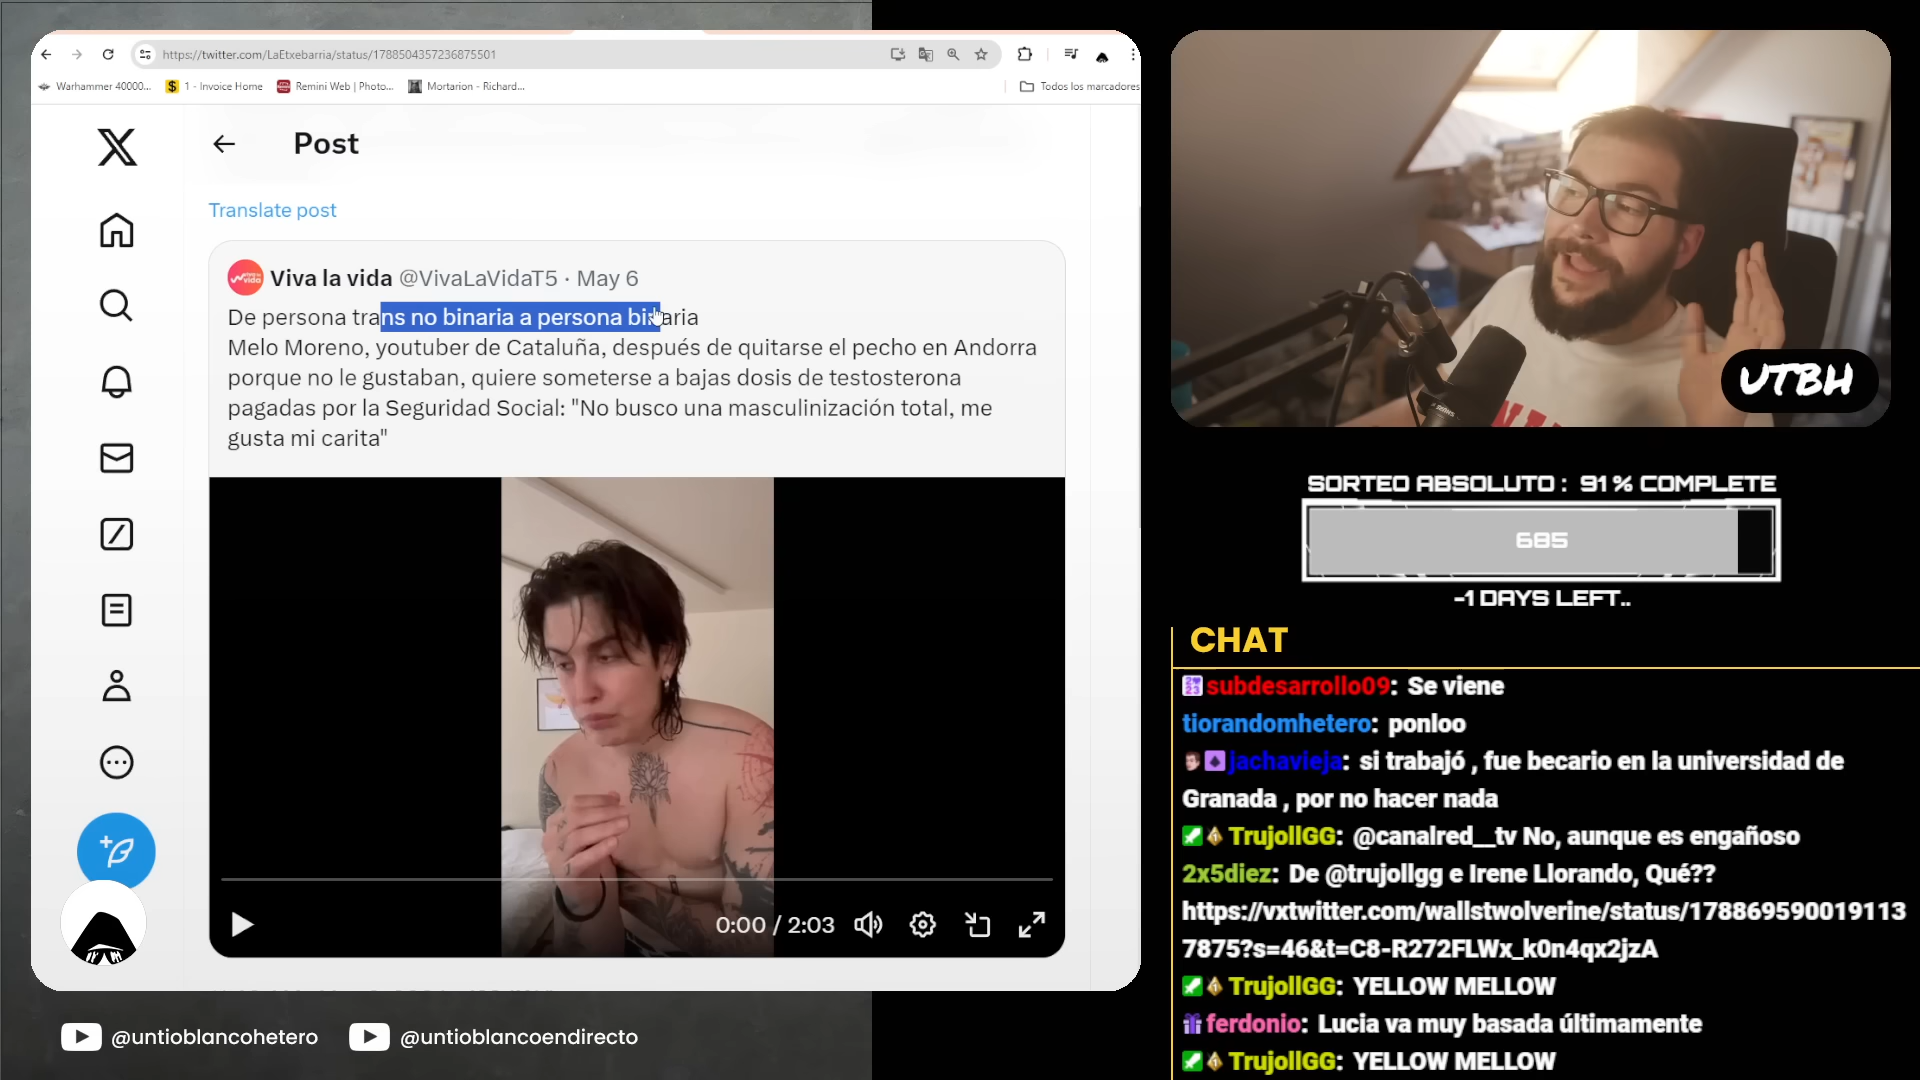 https://twitter.com/LaEtxebarria/status/1788504357236875501
Warhammer 40000...
1 - Invoice Home
Remini Web | Photo...
Mortarion - Richard...
Todos los marcadores
Post
Translate post
Viva la vida @VivaLaVidaT5 · May 6
De persona trans no binaria a persona binaria
Melo Moreno, youtuber de Cataluña, después de quitarse el pecho en Andorra
porque no le gustaban, quiere someterse a bajas dosis de testosterona
pagadas por la Seguridad Social: "No busco una masculinización total, me
gusta mi carita"
0:00 / 2:03
@untioblancohetero
@untioblancoendirecto
UTBH
SORTEO ABSOLUTO : 91 % COMPLETE
685
-1 DAYS LEFT..
CHAT
subdesarrollo09: Se viene
tiorandomhetero: ponloo
jachavieja: si trabajó , fue becario en la universidad de
Granada , por no hacer nada
TrujollGG: @canalred__tv No, aunque es engañoso
2x5diez: De @trujollgg e Irene Llorando, Qué??
https://vxtwitter.com/wallstwolverine/status/178869590019113
7875?s=46&t=C8-R272FLWx_k0n4qx2jzA
TrujollGG: YELLOW MELLOW
ferdonio: Lucia va muy basada últimamente
TrujollGG: YELLOW MELLOW